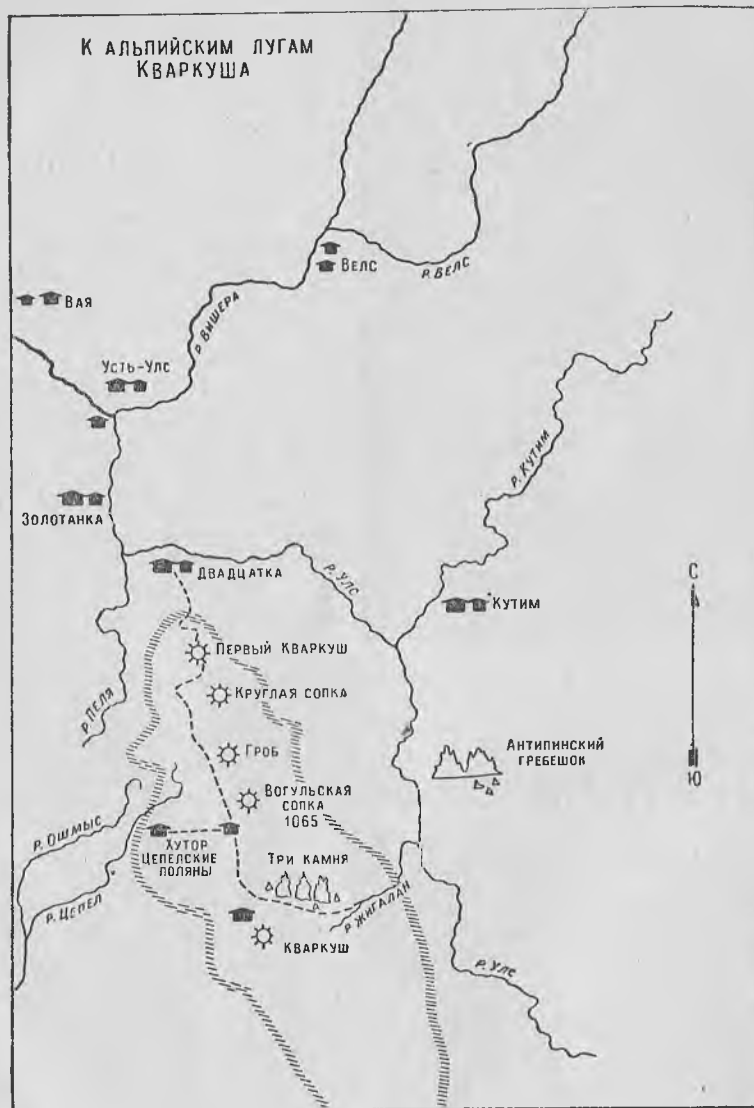 К АЛЬПИЙСКИМ ЛУГАМ
КВАРКУША
ВЕЛС
Р. ВЕЛС
ВАЯ
Р. ВИШЕРА
УСТЬ-УЛС
Р. КУТИМ
ЗОЛОТАНКА
ДВАДЦАТКА
Р. УЛС
С
КУТИМ
ПЕРВЫЙ КВАРКУШ
КРУГЛАЯ СОПКА
Р. ПЕЛЯ
ГРОБ
АНТИПИНСКИЙ
ГРЕБЕШОК
Ю
ВОГУЛЬСКАЯ
СОПКА
1065
Р. ОШМЫС
ХУТОР
ЦЕПЕЛСКИЕ
ПОЛЯНЫ
ТРИ КАМНЯ
Р. ЦЕПЕЛ
Р. ЖИГАЛАН
КВАРКУШ
Р. УЛС